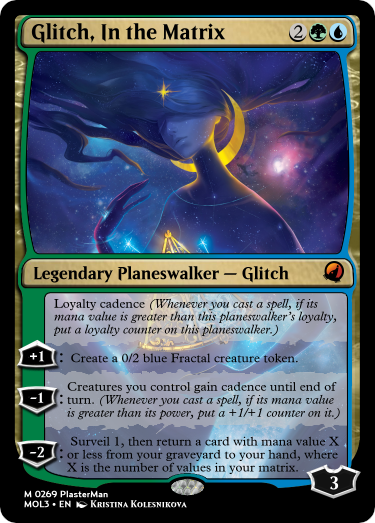 Glitch, In the Matrix 2
Legendary Planeswalker — Glitch
Loyalty cadence (Whenever you cast a spell, if its
mana value is greater than this planeswalker's loyalty,
put a loyalty counter on this planeswalker.)
+1: Create a 0/2 blue Fractal creature token.
Creatures you control gain cadence until end of
-1: turn. (Whenever you cast a spell, if its mana value
is greater than its power, put a +1/+1 counter on it.)
Surveil 1, then return a card with mana value X
-2: or less from your graveyard to your hand, where
X is the number of values in your matrix.
3
M 0269 PlasterMan
MOL3 • EN Kristina Kolesnikova